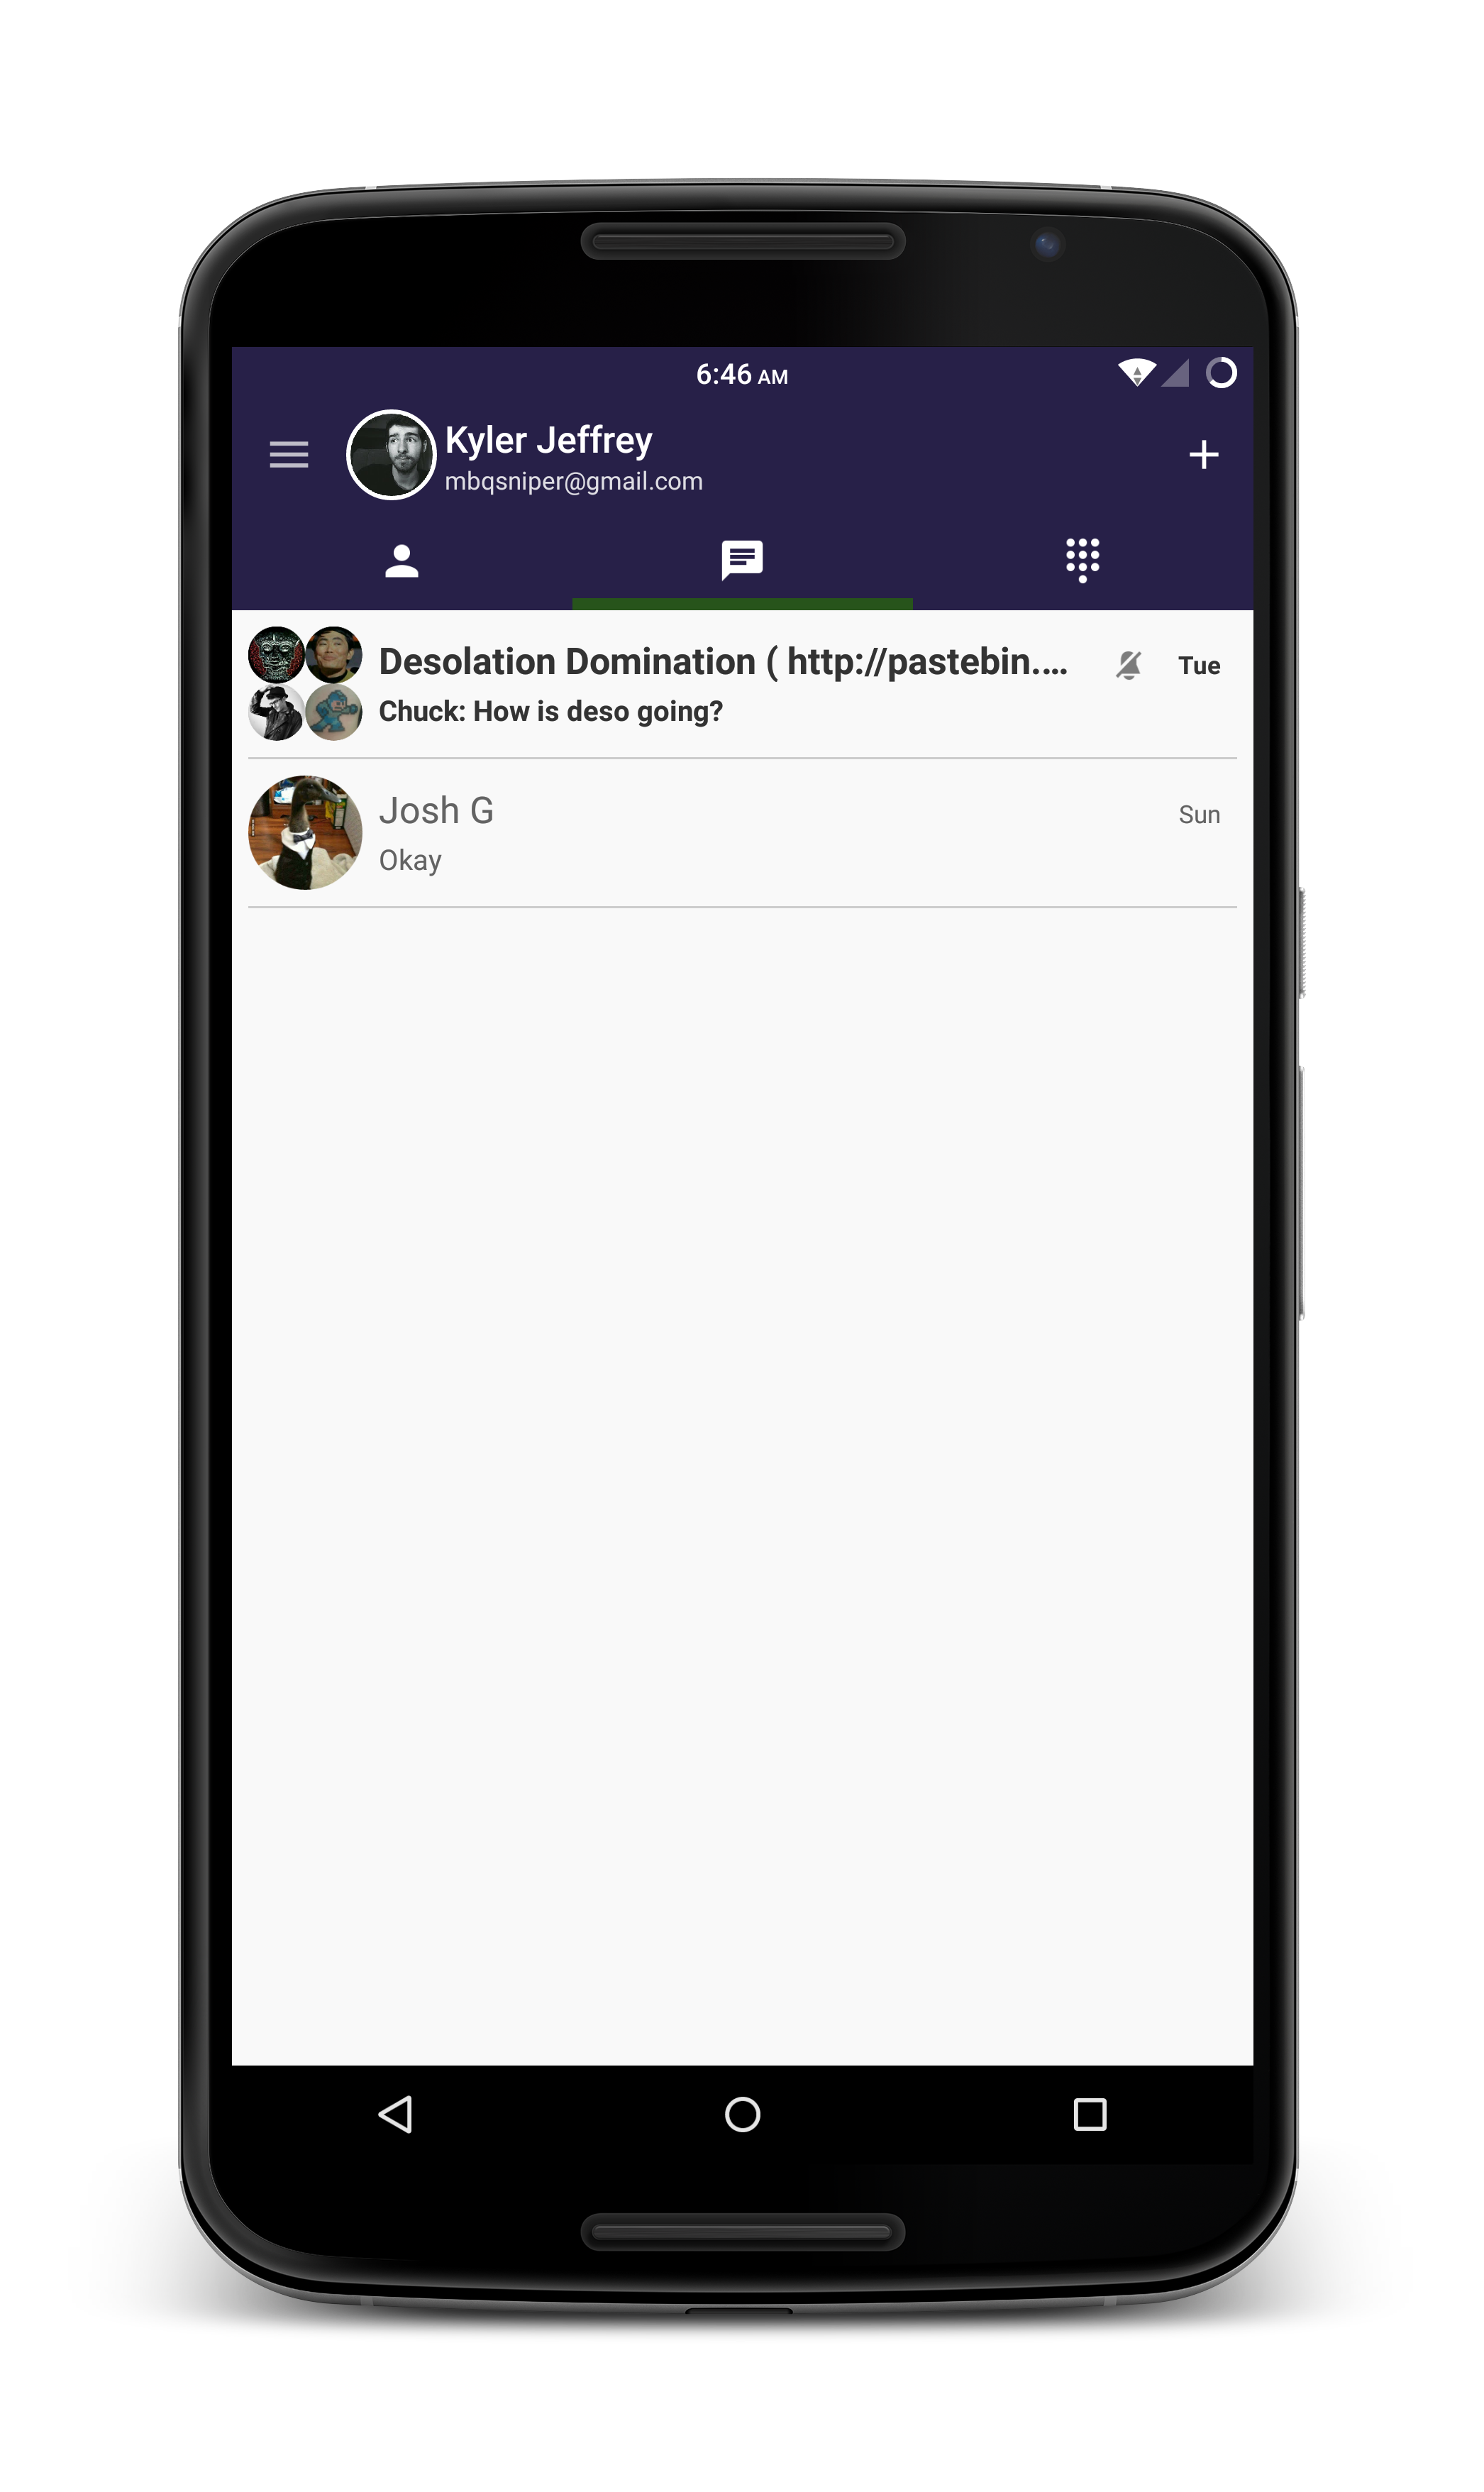 6:46 AM
Kyler Jeffrey
mbqsniper@gmail.com
Desolation Domination ( http://pastebin.... Tue
Chuck: How is deso going?
Josh G Sun
Okay